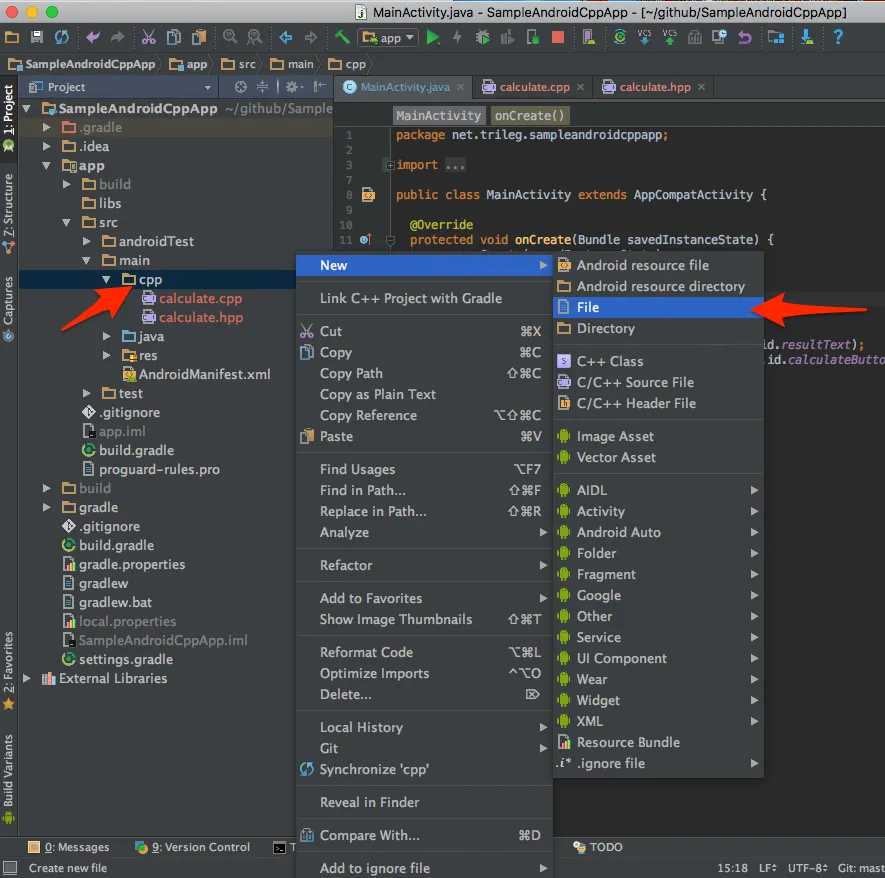 MainActivity.java - SampleAndroidCppApp - [~/github/SampleAndroidCppApp]
app
VCS VCS
SampleAndroidCppApp app src main cpp
Project
MainActivity.java calculate.cpp calculate.hpp
1: Project
Z: Structure
Captures
2: Favorites
Build Variants
SampleAndroidCppApp ~/github/Sample
.gradle
.idea
app
build
libs
src
androidTest
main
cpp
calculate.cpp
calculate.hpp
java
res
AndroidManifest.xml
test
.gitignore
app.iml
build.gradle
proguard-rules.pro
build
gradle
.gitignore
build.gradle
gradle.properties
gradlew
gradlew.bat
local.properties
SampleAndroidCppApp.iml
settings.gradle
External Libraries
MainActivity onCreate()
1 package net.trileg.sampleandroidcppapp;
2
3 import ...
7
8 public class MainActivity extends AppCompatActivity {
9
10 @Override
11 protected void onCreate(Bundle savedInstanceState) {
d.resultText);
.id.calculateButto
New
Link C++ Project with Gradle
Cut ⌘X
Copy ⌘C
Copy Path ⇧⌘C
Copy as Plain Text
Copy Reference ⌥⇧⌘C
Paste ⌘V
Find Usages ⌥F7
Find in Path... ⇧⌘F
Replace in Path... ⇧⌘R
Analyze
Refactor
Add to Favorites
Show Image Thumbnails ⇧⌘T
Reformat Code ⌥⌘L
Optimize Imports ^⌥O
Delete... ⌦
Local History
Git
Synchronize 'cpp'
Reveal in Finder
Compare With... ⌘D
Add to ignore file
Android resource file
Android resource directory
File
Directory
C++ Class
C/C++ Source File
C/C++ Header File
Image Asset
Vector Asset
AIDL
Activity
Android Auto
Folder
Fragment
Google
Other
Service
UI Component
Wear
Widget
XML
Resource Bundle
.ignore file
0: Messages 9: Version Control T TODO
Create new file 15:18 LF UTF-8 Git: mast